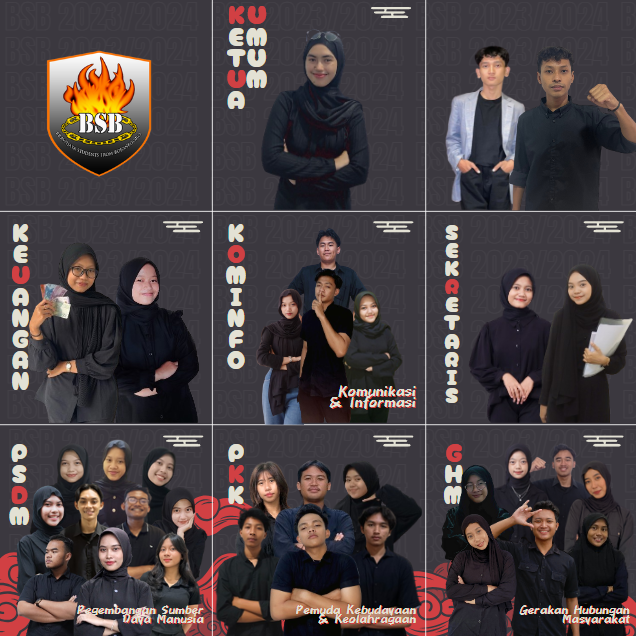 BSB
KETUA
UMUM
KEUANGAN
KOMINFO
Komunikasi
& Informasi
SEKRETARIS
PSDM
Pegembangan Sumber
Daya Manusia
PKK
Pemuda Kebudayaan
& Keolahragaan
GHM
Gerakan Hubungan
Masyarakat